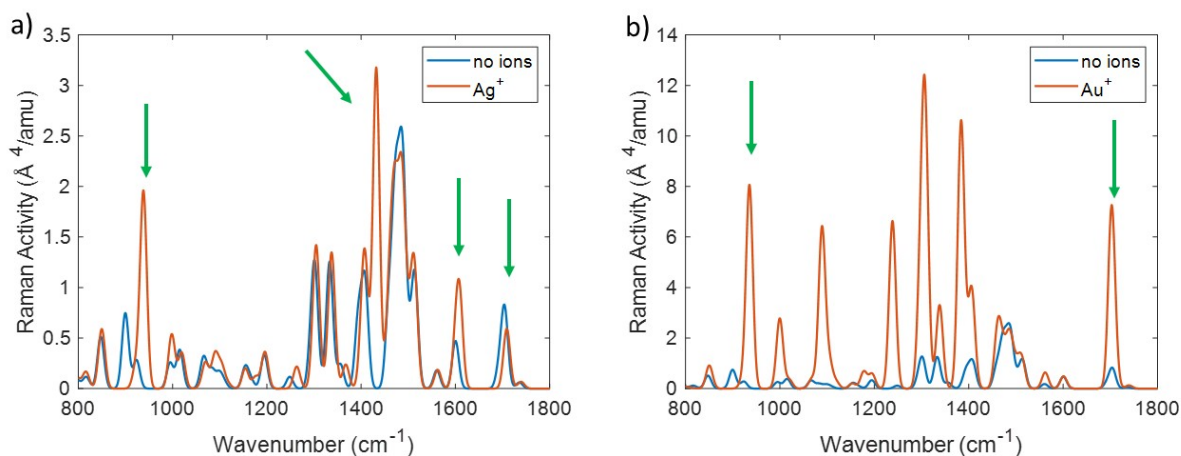 a)
3.5
3
2.5
2
1.5
1
0.5
0
800
1000
1200
1400
1600
1800
Raman Activity (Å ⁴/amu)
Wavenumber (cm⁻¹)
no ions
Ag⁺
b)
14
12
10
8
6
4
2
0
800
1000
1200
1400
1600
1800
Raman Activity (Å ⁴/amu)
Wavenumber (cm⁻¹)
no ions
Au⁺